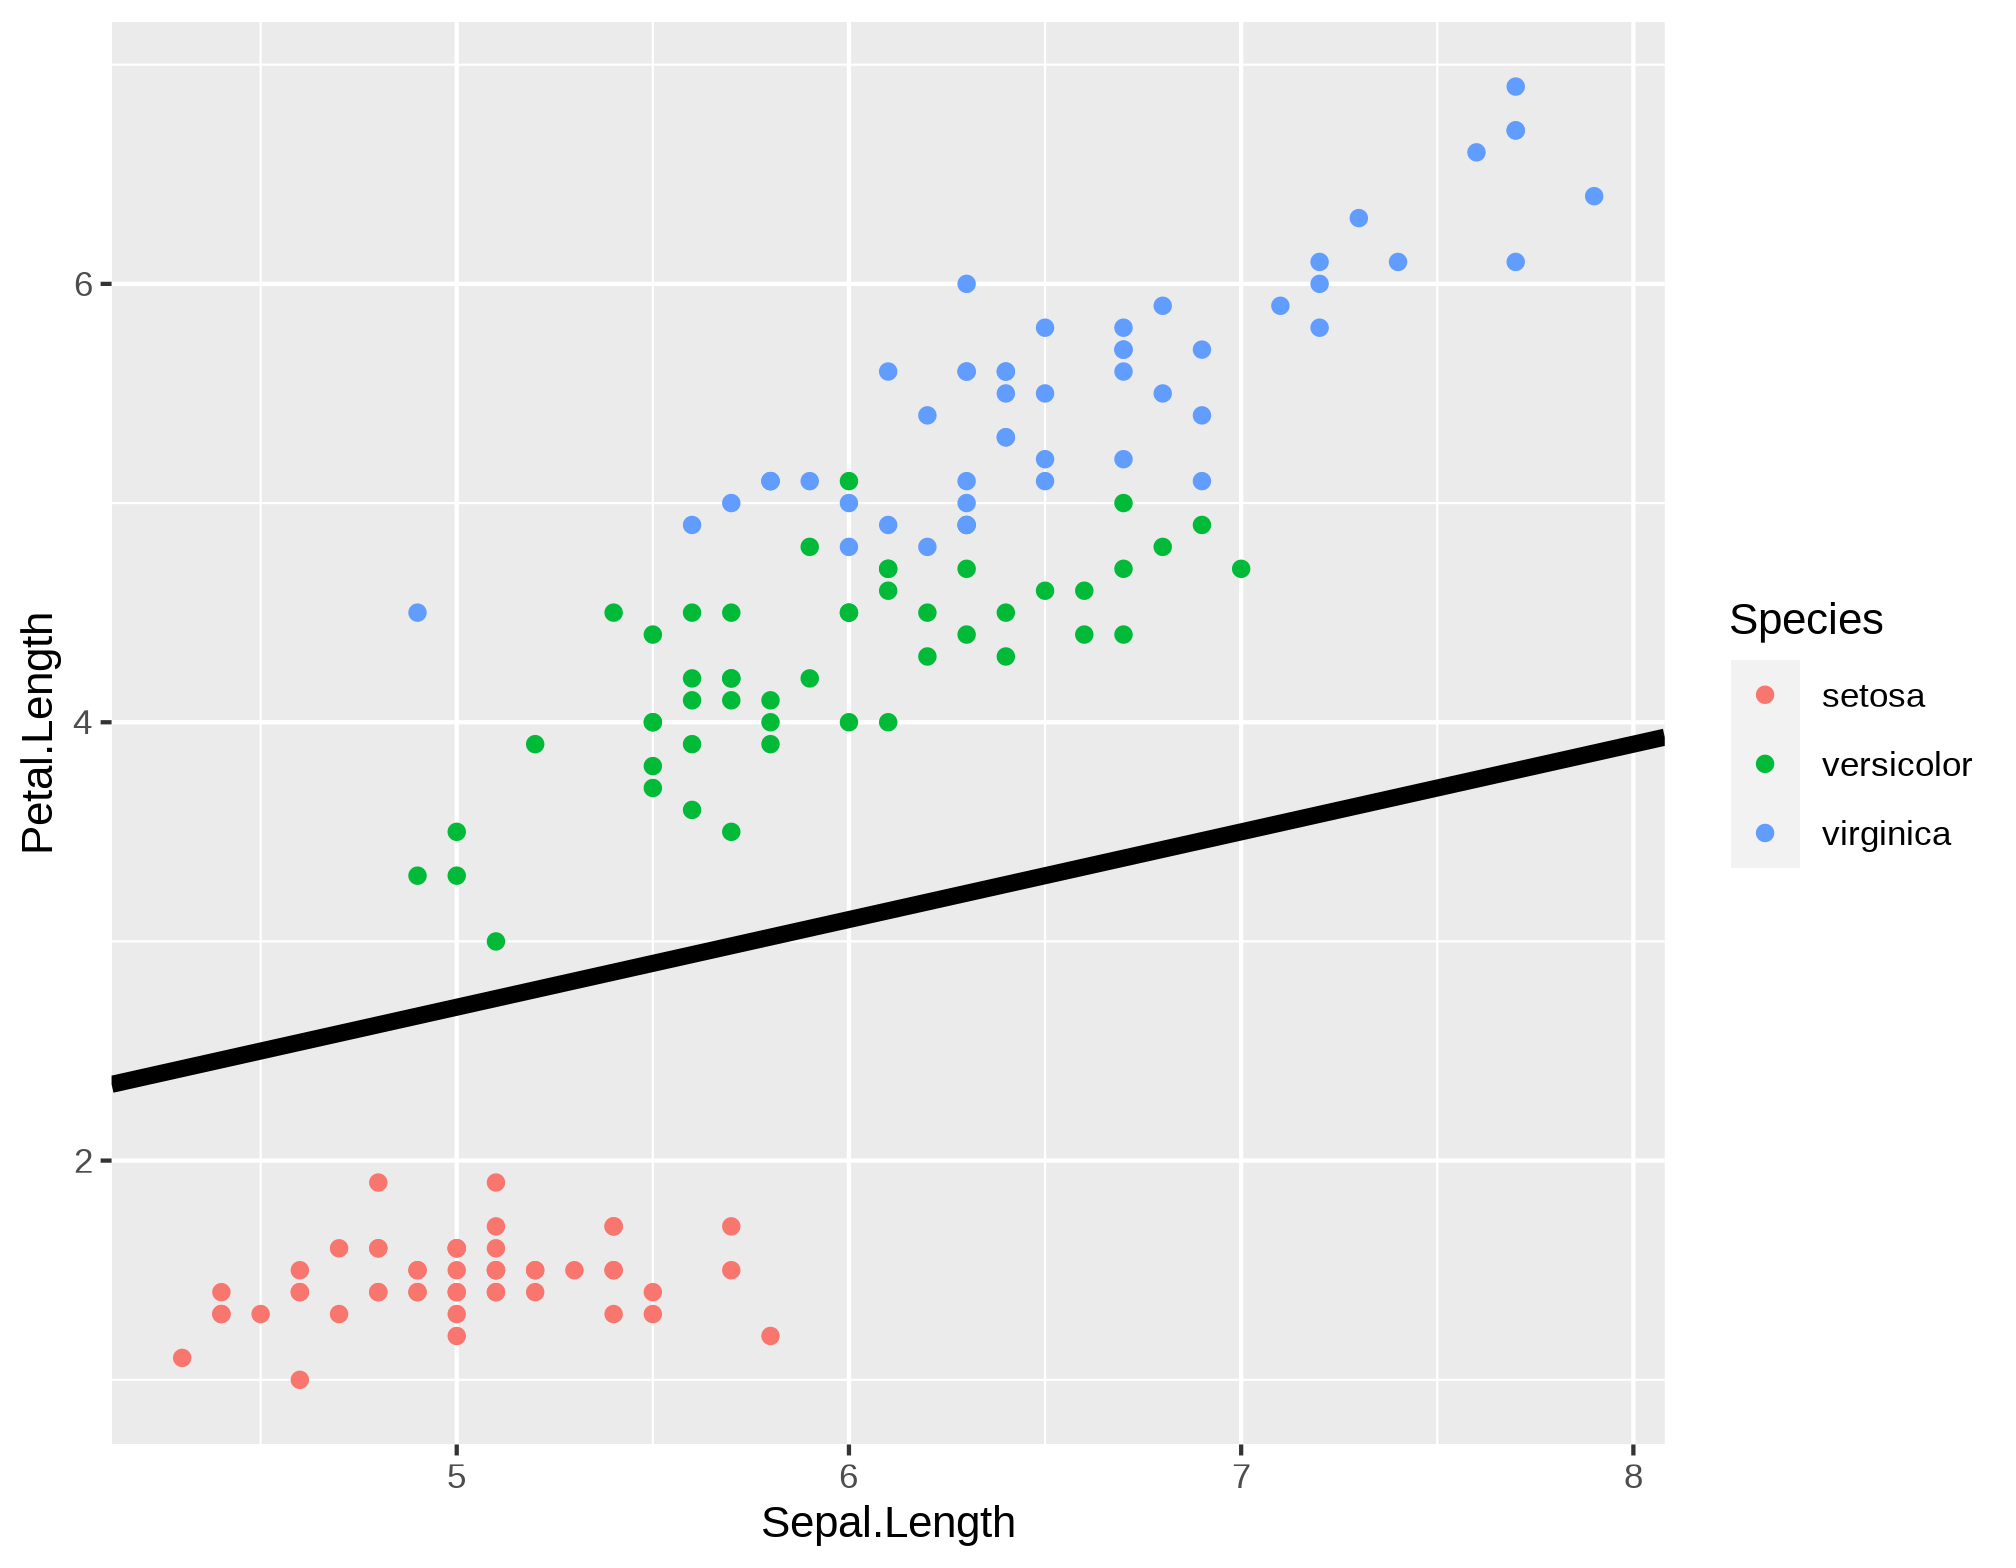 Petal.Length
6
4
2
5 6 7 8
Sepal.Length
Species
setosa
versicolor
virginica